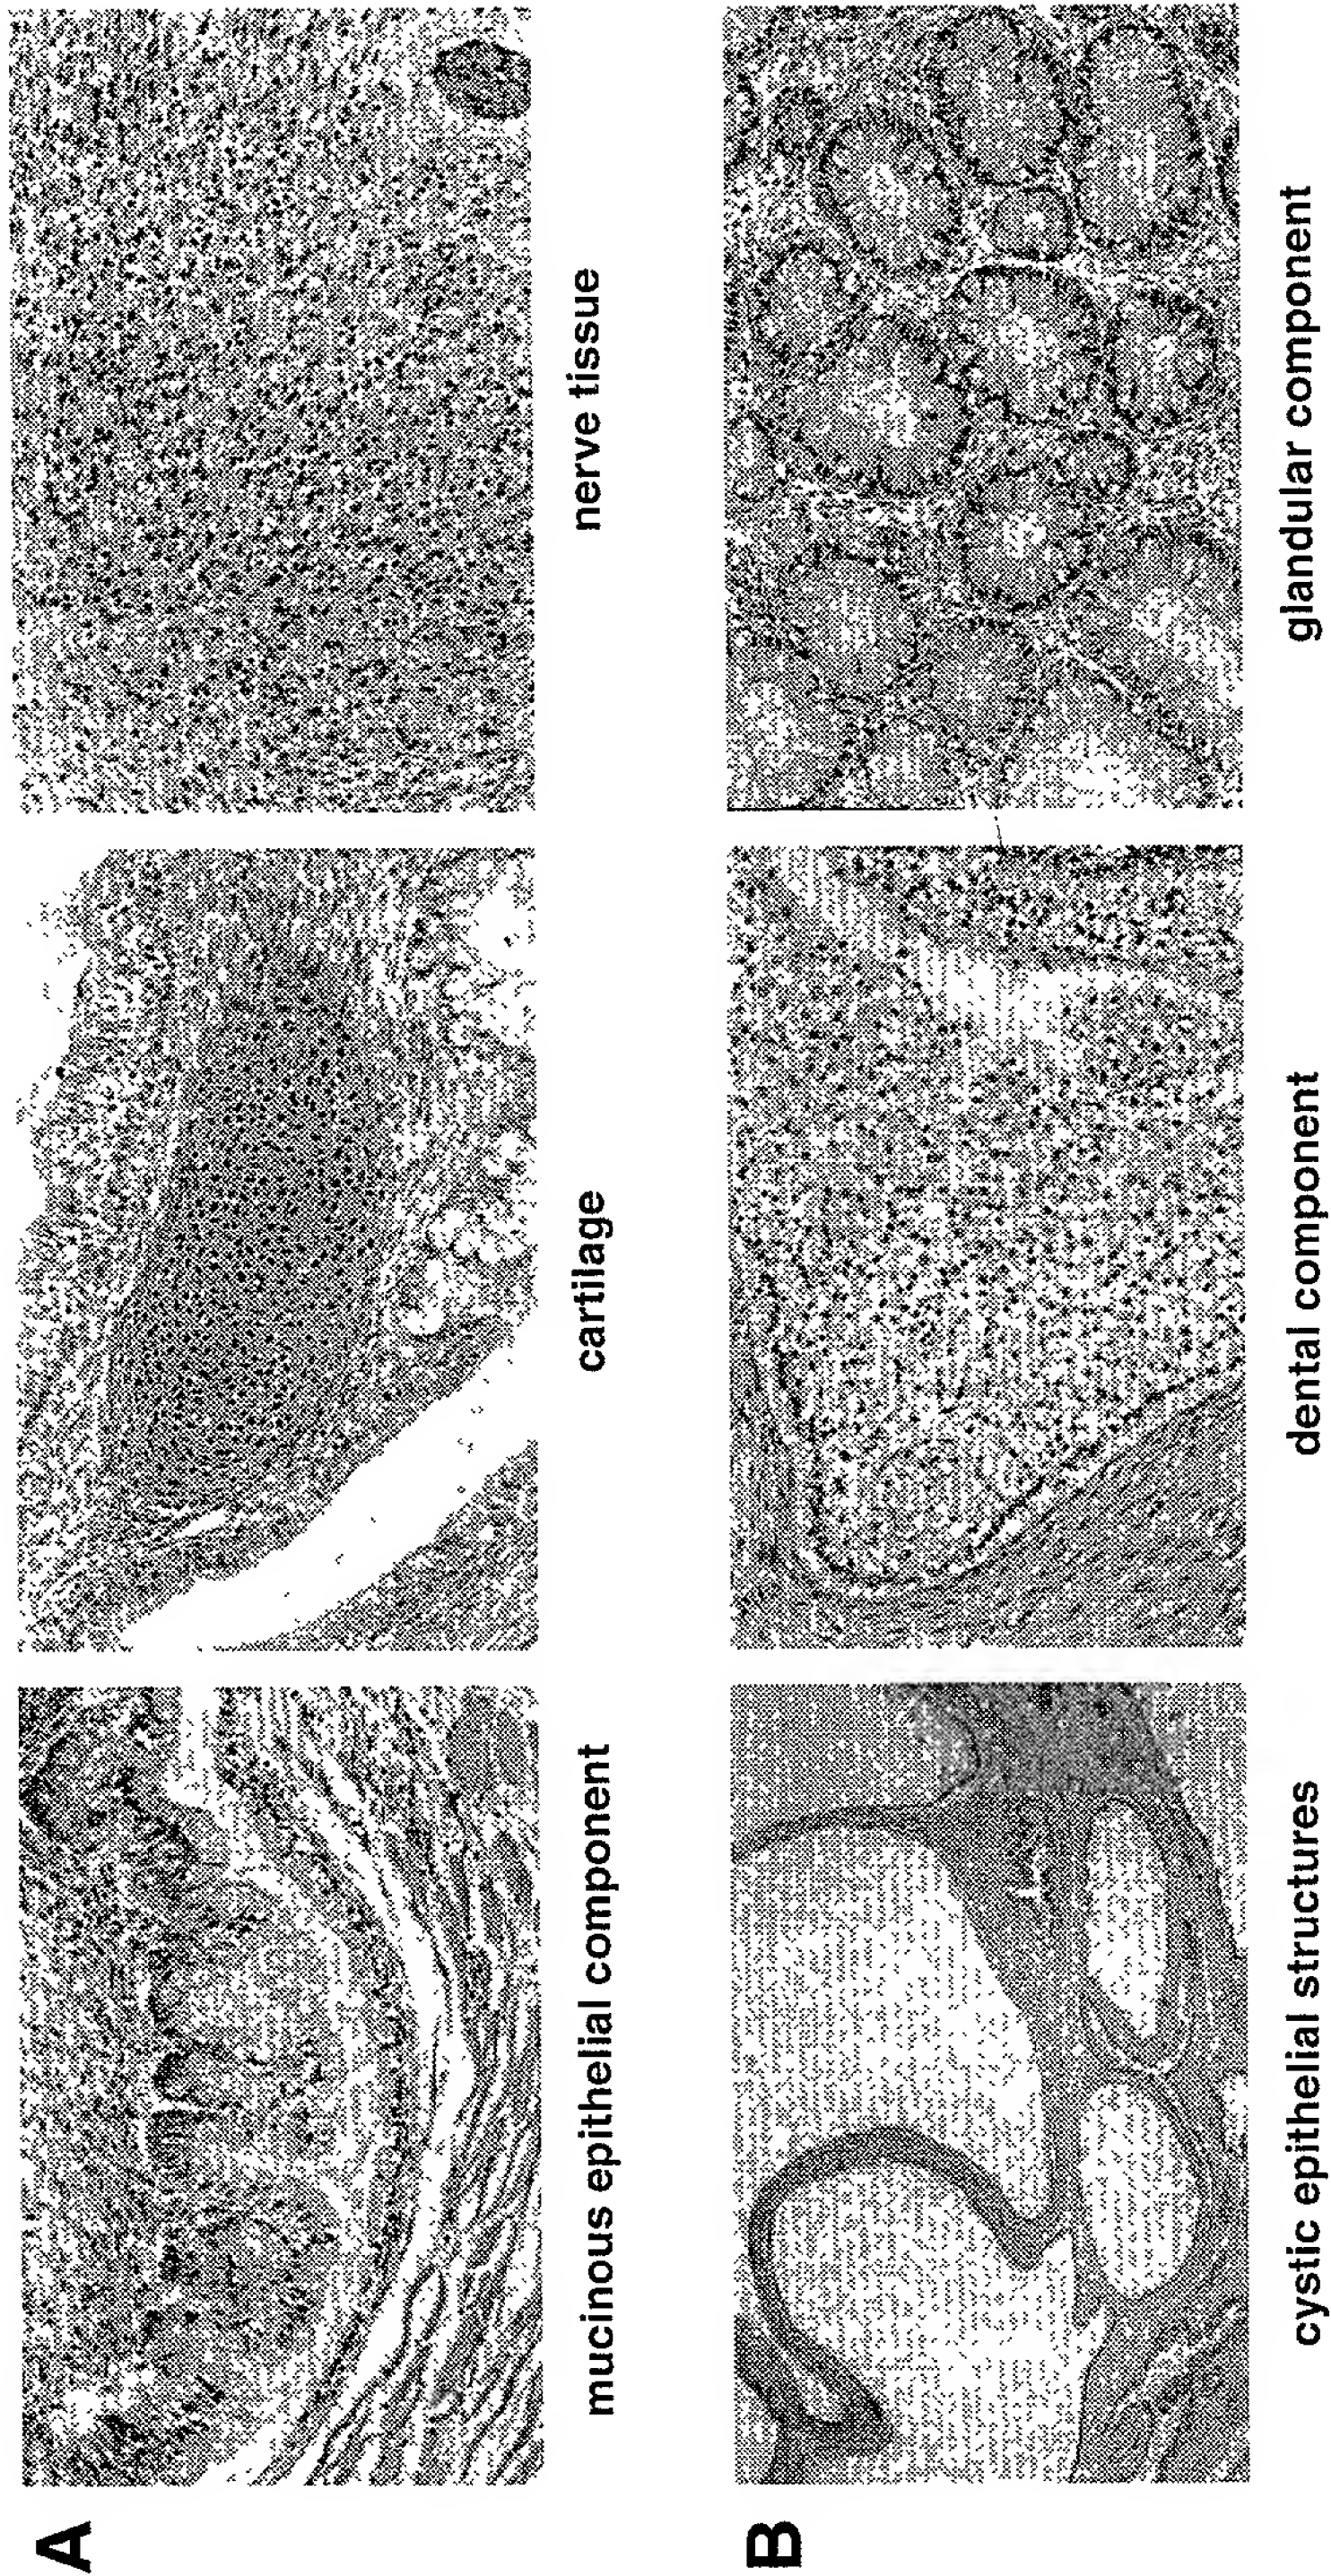 A
mucinous epithelial component
cartilage
nerve tissue
B
cystic epithelial structures
dental component
glandular component